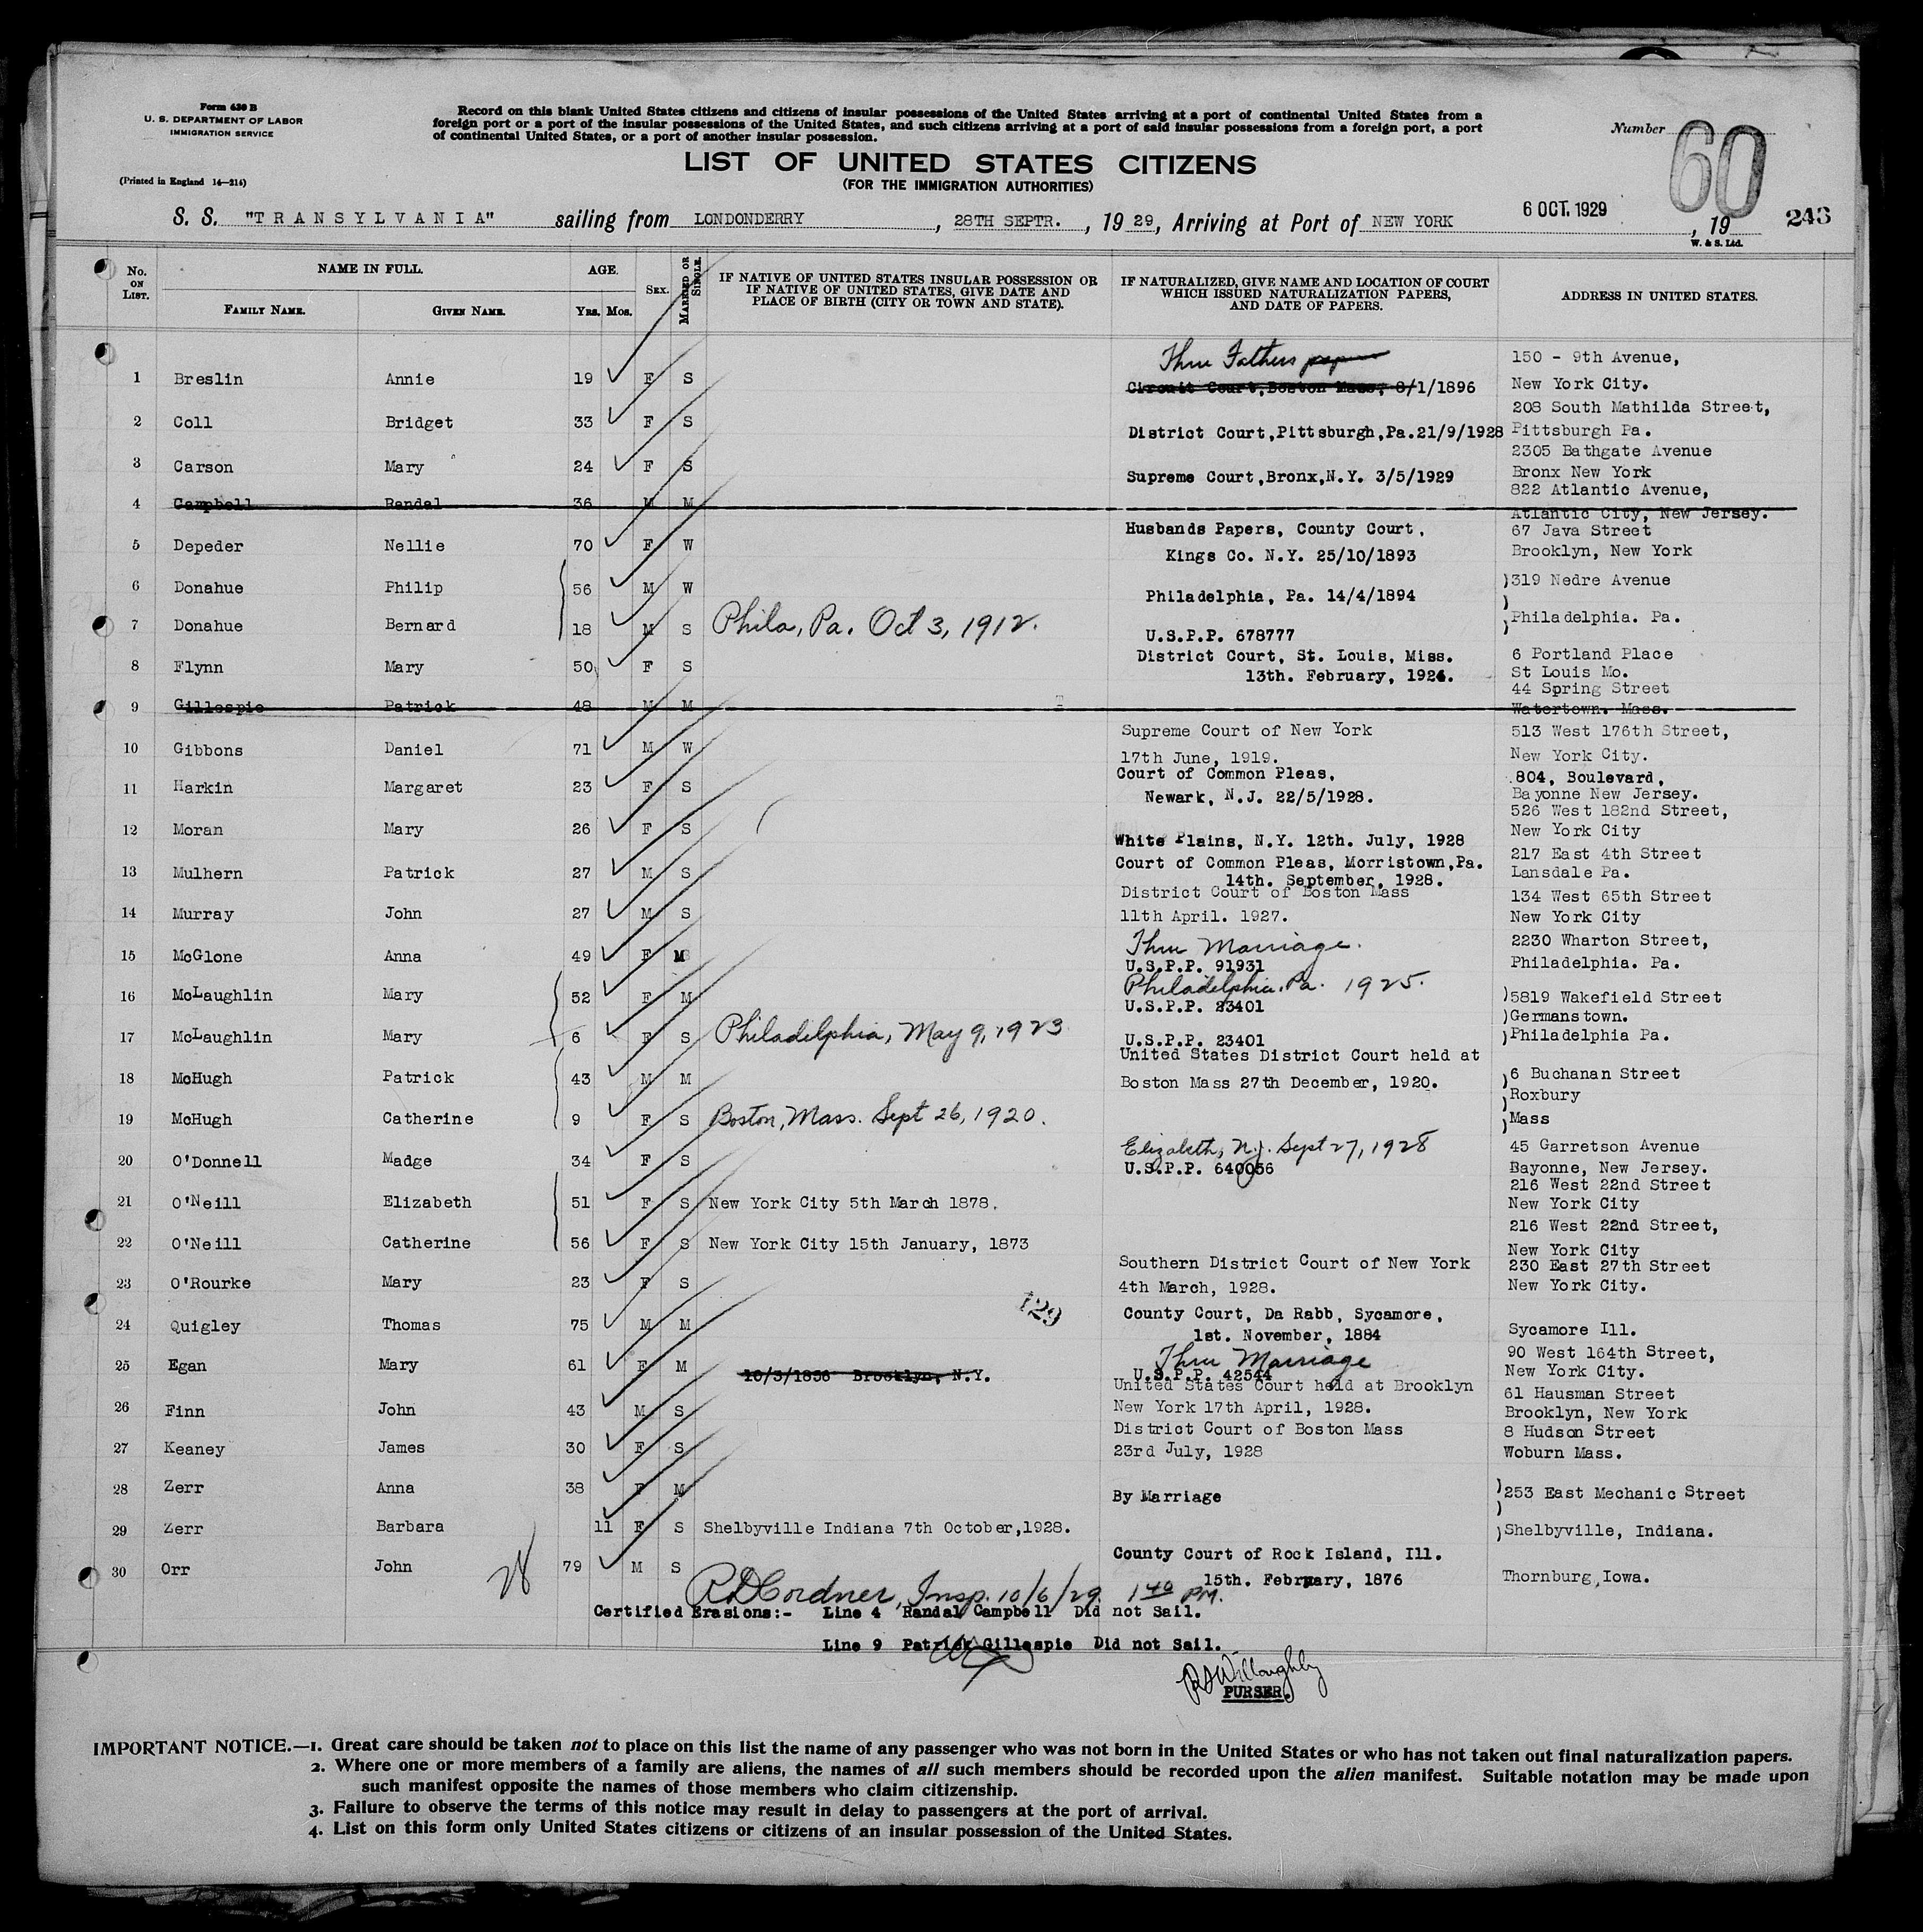 Form 630 B
U. S. DEPARTMENT OF LABOR
IMMIGRATION SERVICE
(Printed in England 14—214)
Record on this blank United States citizens and citizens of insular possessions of the United States arriving at a port of continental United States from a
foreign port or a port of the insular possessions of the United States, and such citizens arriving at a port of said insular possessions from a foreign port, a port
of continental United States, or a port of another insular possession.
Number 60
LIST OF UNITED STATES CITIZENS
(FOR THE IMMIGRATION AUTHORITIES)
S. S. "TRANSYLVANIA" sailing from LONDONDERRY, 28TH SEPTR., 19 29, Arriving at Port of NEW YORK 6 OCT. 1929, 19 243
W. & S. Ltd.
No. ON LIST. NAME IN FULL. FAMILY NAME. GIVEN NAME. AGE. Yrs. Mos. SEX. MARRIED OR SINGLE. IF NATIVE OF UNITED STATES INSULAR POSSESSION OR IF NATIVE OF UNITED STATES, GIVE DATE AND PLACE OF BIRTH (CITY OR TOWN AND STATE). IF NATURALIZED, GIVE NAME AND LOCATION OF COURT WHICH ISSUED NATURALIZATION PAPERS, AND DATE OF PAPERS. ADDRESS IN UNITED STATES.
1 Breslin Annie 19 F S Thru Fathers papers Circuit Court, Boston Mass; 8/1/1896 150 - 9th Avenue, New York City.
2 Coll Bridget 33 F S District Court,Pittsburgh,Pa.21/9/1928 208 South Mathilda Street, Pittsburgh Pa.
3 Carson Mary 24 F S Supreme Court,Bronx,N.Y. 3/5/1929 2305 Bathgate Avenue Bronx New York
4 Campbell Randal 36 M M 822 Atlantic Avenue, Atlantic City, New Jersey.
5 Depeder Nellie 70 F W Husbands Papers, County Court, Kings Co. N.Y. 25/10/1893 67 Java Street Brooklyn, New York
6 Donahue Philip 56 M W Philadelphia, Pa. 14/4/1894 )319 Nedre Avenue
7 Donahue Bernard 18 M S Phila, Pa. Oct 3, 1912. U.S.P.P. 678777 )Philadelphia. Pa.
8 Flynn Mary 50 F S District Court, St. Louis, Miss. 13th. February, 1924. 6 Portland Place St Louis Mo.
9 Gillespie Patrick 48 M M 44 Spring Street Watertown. Mass.
10 Gibbons Daniel 71 M W Supreme Court of New York 17th June, 1919. 513 West 176th Street, New York City.
11 Harkin Margaret 23 F S Court of Common Pleas, Newark, N.J. 22/5/1928. 804, Boulevard, Bayonne New Jersey.
12 Moran Mary 26 F S White Plains, N.Y. 12th. July, 1928 526 West 182nd Street, New York City
13 Mulhern Patrick 27 M S Court of Common Pleas, Morristown,Pa. 14th. September, 1928. 217 East 4th Street Lansdale Pa.
14 Murray John 27 M S District Court of Boston Mass 11th April. 1927. 134 West 65th Street New York City
15 McGlone Anna 49 F M Thru Marriage. U.S.P.P. 91931 2230 Wharton Street, Philadelphia. Pa.
16 McLaughlin Mary 52 F M Philadelphia, Pa. 1925. U.S.P.P. 23401 )5819 Wakefield Street )Germanstown.
17 McLaughlin Mary 6 F S Philadelphia, May 9, 1923 U.S.P.P. 23401 )Philadelphia Pa.
18 McHugh Patrick 43 M M United States District Court held at Boston Mass 27th December, 1920. )6 Buchanan Street )Roxbury
19 McHugh Catherine 9 F S Boston, Mass. Sept 26, 1920. )Mass
20 O'Donnell Madge 34 F S Elizabeth, N.J. Sept 27, 1928 U.S.P.P. 640056 45 Garretson Avenue Bayonne, New Jersey.
21 O'Neill Elizabeth 51 F S New York City 5th March 1878. 216 West 22nd Street New York City
22 O'Neill Catherine 56 F S New York City 15th January, 1873 216 West 22nd Street, New York City
23 O'Rourke Mary 23 F S Southern District Court of New York 4th March, 1928. 230 East 27th Street New York City.
129
24 Quigley Thomas 75 M M County Court, Da Rabb, Sycamore, 1st. November, 1884 Sycamore Ill.
25 Egan Mary 61 F M 10/3/1856 Brooklyn, N.Y. Thru Marriage U.S.P.P. 42544 90 West 164th Street, New York City.
26 Finn John 43 M S United States Court held at Brooklyn New York 17th April, 1928. 61 Hausman Street Brooklyn, New York
27 Keaney James 30 F S District Court of Boston Mass 23rd July, 1928 8 Hudson Street Woburn Mass.
28 Zerr Anna 38 F M By Marriage )253 East Mechanic Street
29 Zerr Barbara 11 F S Shelbyville Indiana 7th October,1928. )Shelbyville, Indiana.
30 Orr John 28 79 M S County Court of Rock Island, Ill. 15th. February, 1876 Thornburg,Iowa.
R D Cordner, Insp. 10/6/29. 1 40 PM.
Certified Erasions:- Line 4 Randal Campbell Did not Sail.
Line 9 Patrick Gillespie Did not Sail.
Willoughby
PURSER.
IMPORTANT NOTICE.—1. Great care should be taken not to place on this list the name of any passenger who was not born in the United States or who has not taken out final naturalization papers.
2. Where one or more members of a family are aliens, the names of all such members should be recorded upon the alien manifest. Suitable notation may be made upon
such manifest opposite the names of those members who claim citizenship.
3. Failure to observe the terms of this notice may result in delay to passengers at the port of arrival.
4. List on this form only United States citizens or citizens of an insular possession of the United States.